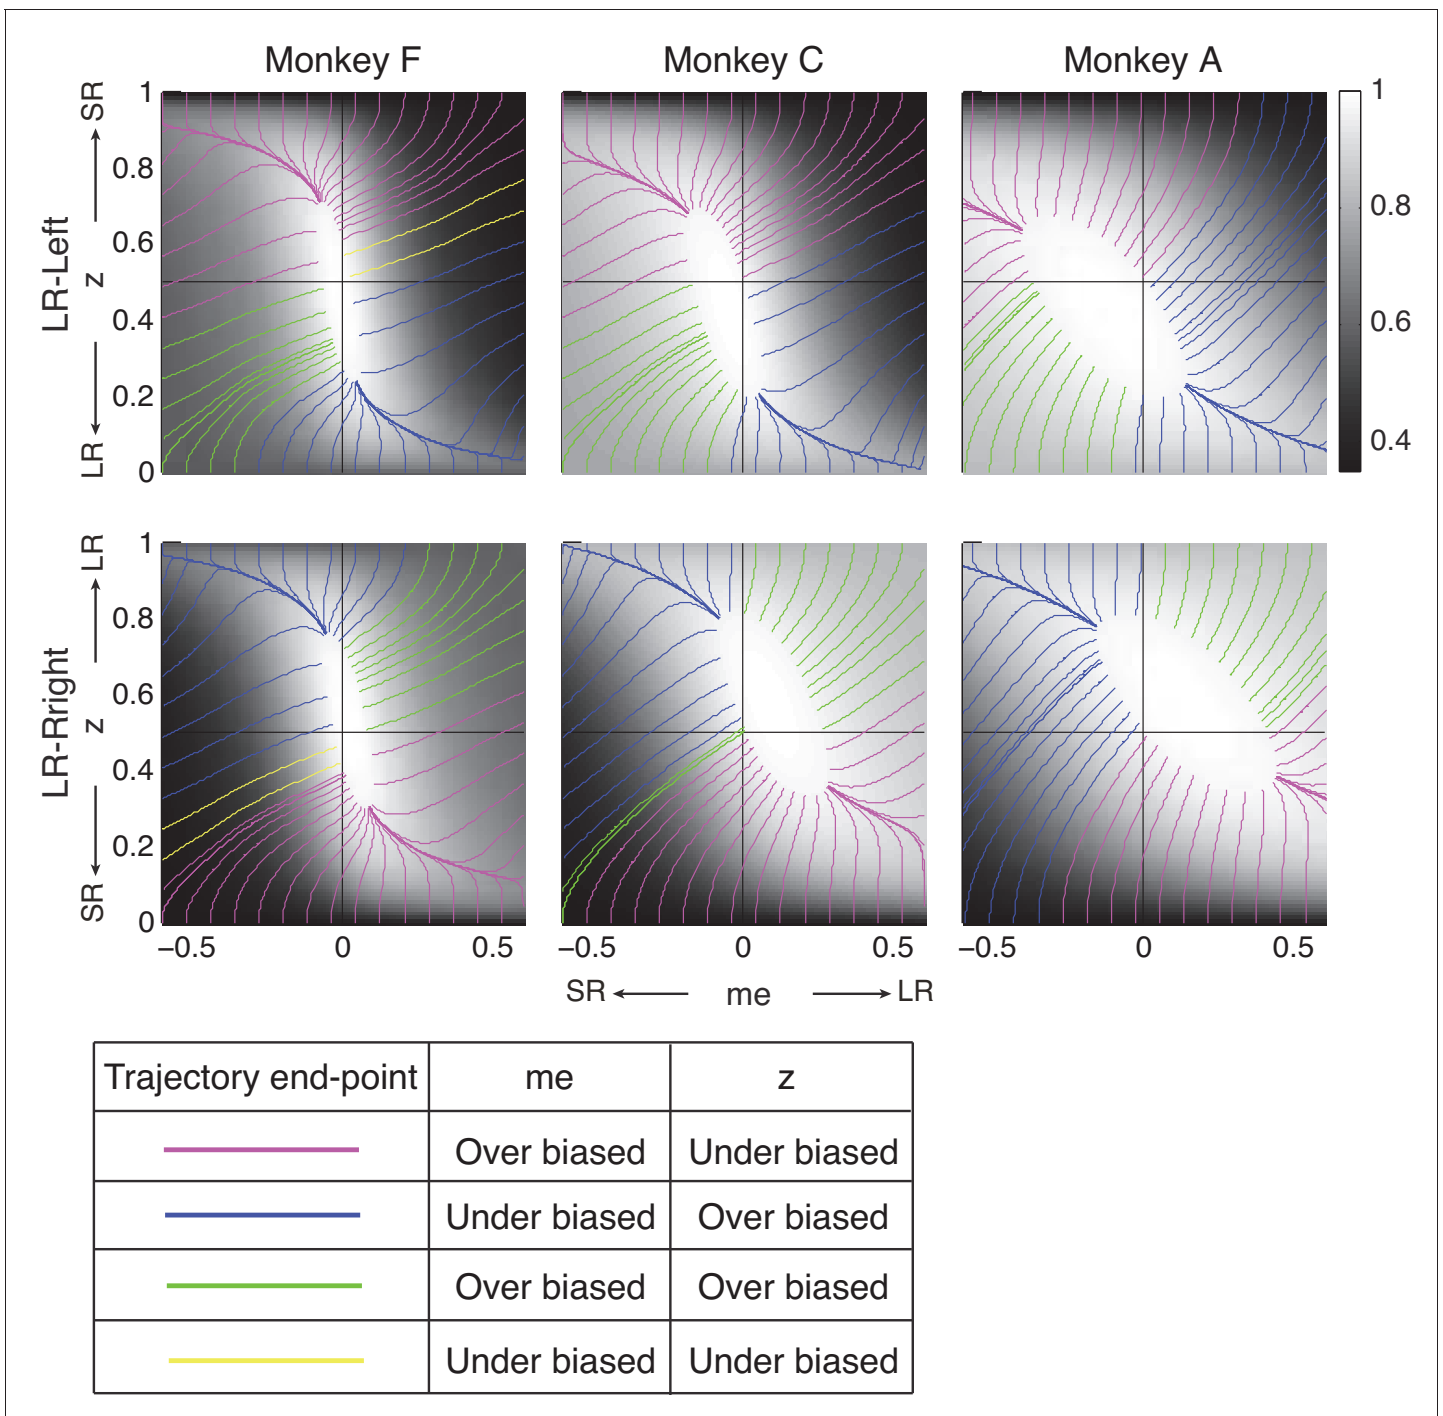 Monkey F Monkey C Monkey A
LR-Left
z
LR ← → SR
1
0.8
0.6
0.4
0.2
0
1
0.8
0.6
0.4
LR-Rright
z
SR ← → LR
1
0.8
0.6
0.4
0.2
0
−0.5 0 0.5 −0.5 0 0.5 −0.5 0 0.5
SR ← me → LR
Trajectory end-point me z
Over biased Under biased
Under biased Over biased
Over biased Over biased
Under biased Under biased